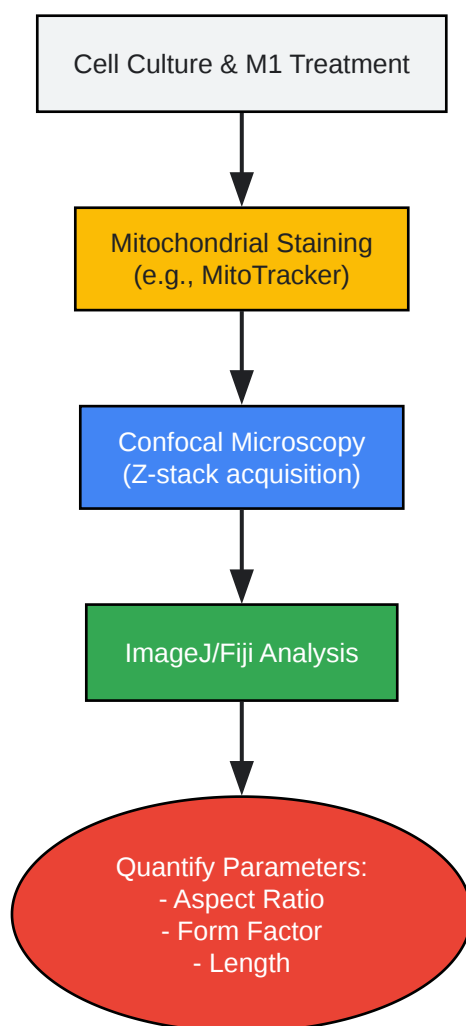 Cell Culture & M1 Treatment
Mitochondrial Staining
(e.g., MitoTracker)
Confocal Microscopy
(Z-stack acquisition)
ImageJ/Fiji Analysis
Quantify Parameters:
- Aspect Ratio
- Form Factor
- Length